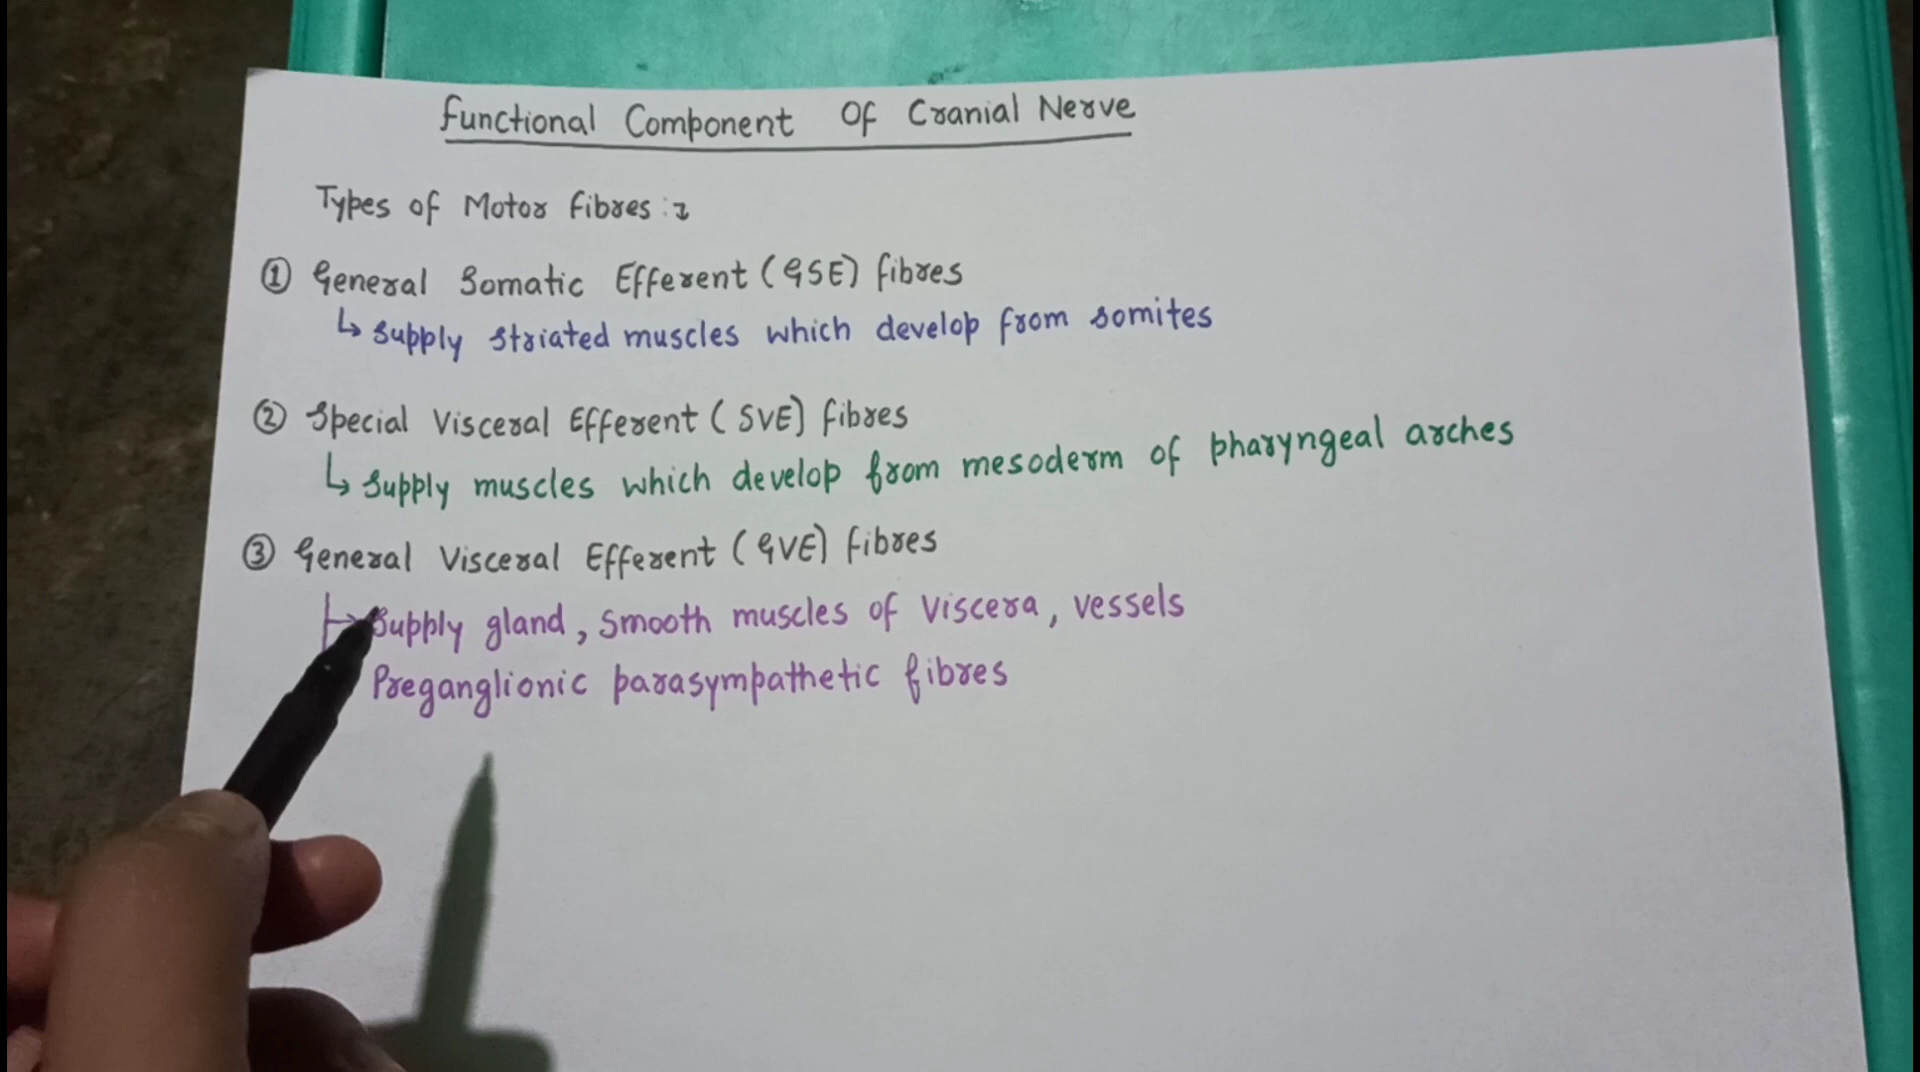 Functional Component Of Cranial Nerve
Types of Motor fibres :-
① General Somatic Efferent (GSE) fibres
↳ Supply striated muscles which develop from somites
② Special Visceral Efferent (SVE) fibres
↳ Supply muscles which develop from mesoderm of pharyngeal arches
③ General Visceral Efferent (GVE) fibres
Supply gland, Smooth muscles of Viscera, vessels
Preganglionic parasympathetic fibres